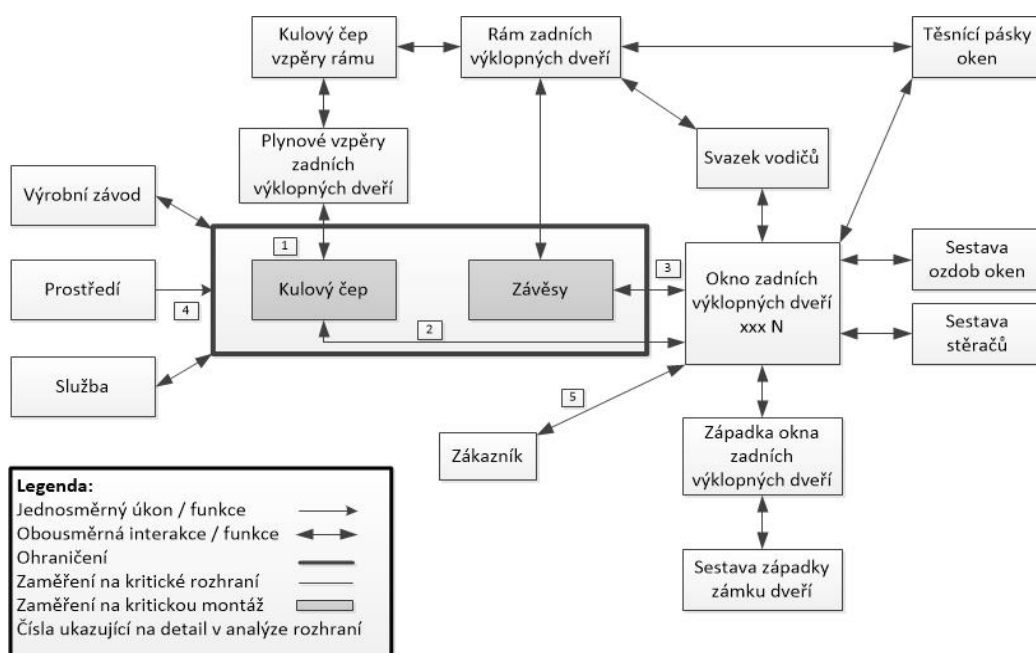 Kulový čep
vzpěry rámu
Rám zadních
výklopných dveří
Těsnící pásky
oken
Plynové vzpěry
zadních
výklopných dveří
Svazek vodičů
Výrobní závod
1
Prostředí
4
Kulový čep
Závěsy
3
Okno zadních
výklopných dveří
xxx N
Sestava
ozdob oken
2
Sestava
stěračů
Služba
5
Zákazník
Západka okna
zadních
výklopných dveří
Sestava západky
zámku dveří
Legenda:
Jednosměrný úkon / funkce
Obousměrná interakce / funkce
Ohraničení
Zaměření na kritické rozhraní
Zaměření na kritickou montáž
Čísla ukazující na detail v analýze rozhraní